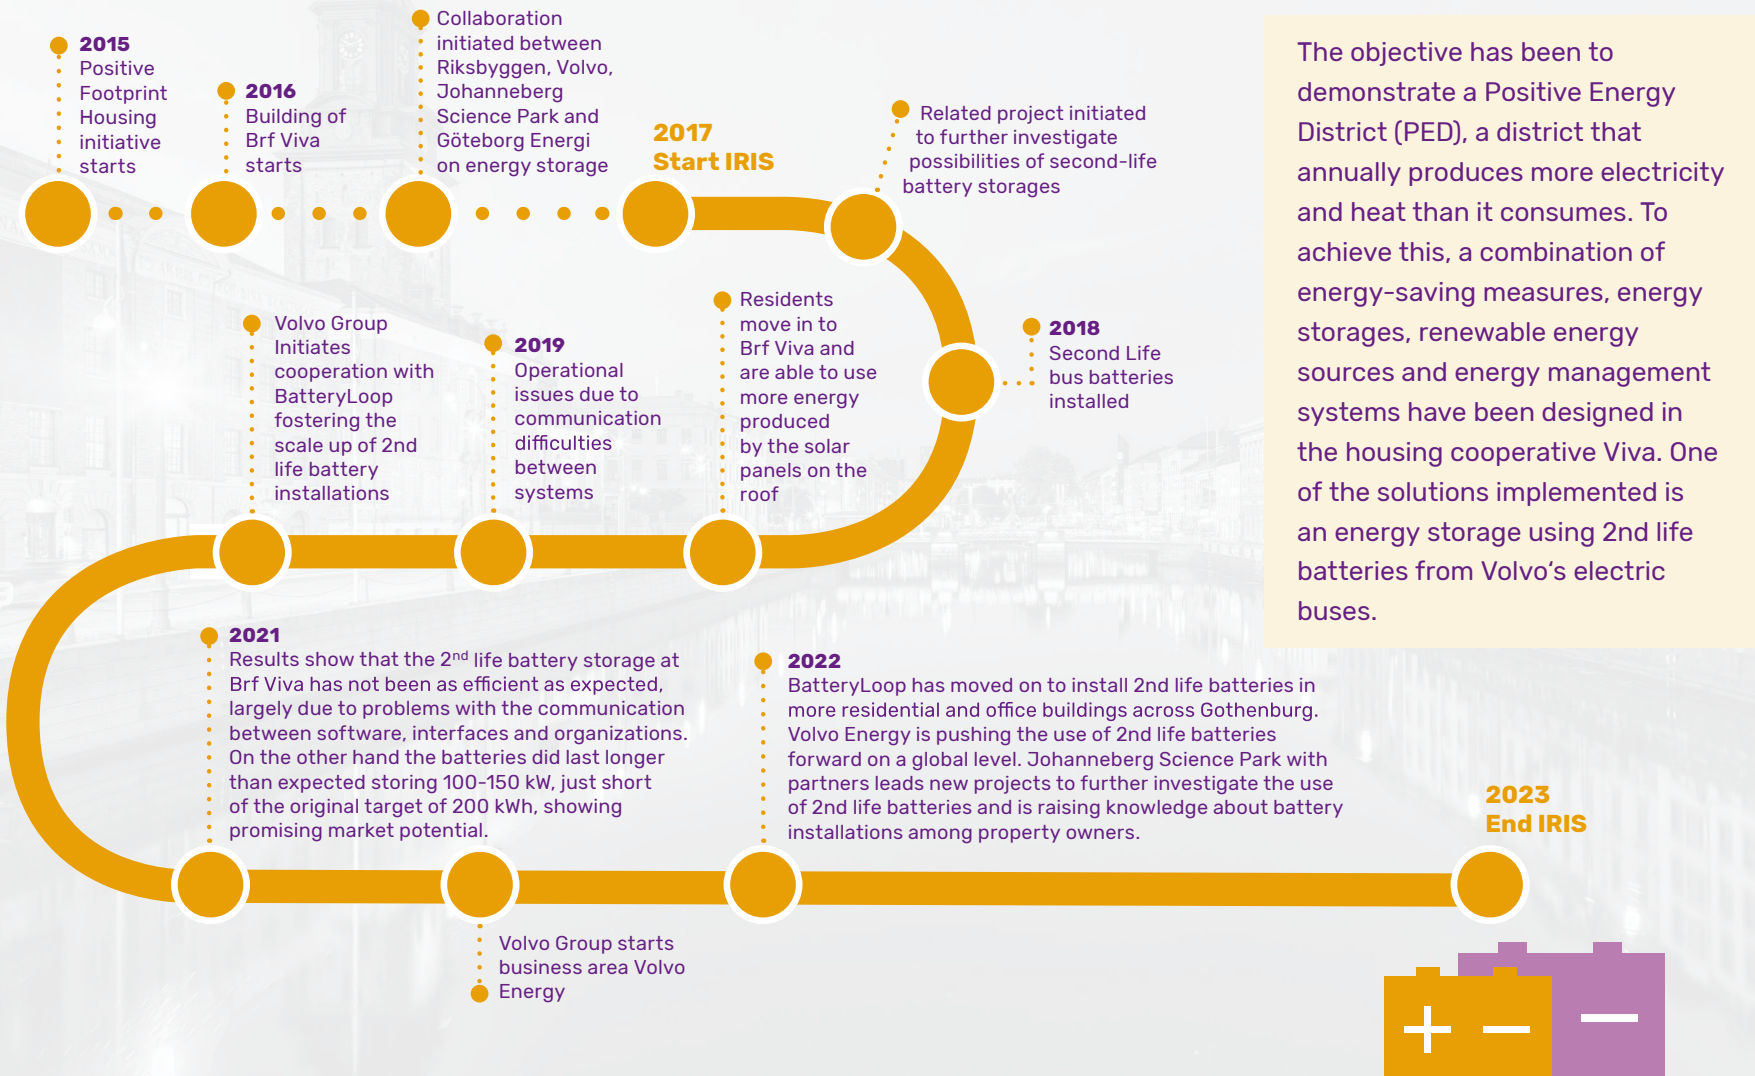 2015
Positive
Footprint
Housing
initiative
starts
2016
Building of
Brf Viva
starts
Collaboration
initiated between
Riksbyggen, Volvo,
Johanneberg
Science Park and
Göteborg Energi
on energy storage
2017
Start IRIS
Related project initiated
to further investigate
possibilities of second-life
battery storages
2018
Second Life
bus batteries
installed
Residents
move in to
Brf Viva and
are able to use
more energy
produced
by the solar
panels on the
roof
2019
Operational
issues due to
communication
difficulties
between
systems
Volvo Group
Initiates
cooperation with
BatteryLoop
fostering the
scale up of 2nd
life battery
installations
2021
Results show that the 2nd life battery storage at
Brf Viva has not been as efficient as expected,
largely due to problems with the communication
between software, interfaces and organizations.
On the other hand the batteries did last longer
than expected storing 100-150 kW, just short
of the original target of 200 kWh, showing
promising market potential.
Volvo Group starts
business area Volvo
Energy
2022
BatteryLoop has moved on to install 2nd life batteries in
more residential and office buildings across Gothenburg.
Volvo Energy is pushing the use of 2nd life batteries
forward on a global level. Johanneberg Science Park with
partners leads new projects to further investigate the use
of 2nd life batteries and is raising knowledge about battery
installations among property owners.
2023
End IRIS
The objective has been to
demonstrate a Positive Energy
District (PED), a district that
annually produces more electricity
and heat than it consumes. To
achieve this, a combination of
energy-saving measures, energy
storages, renewable energy
sources and energy management
systems have been designed in
the housing cooperative Viva. One
of the solutions implemented is
an energy storage using 2nd life
batteries from Volvo‘s electric
buses.